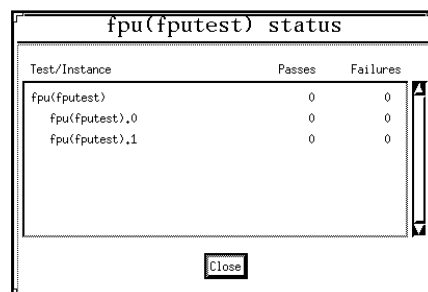 fpu(fputest) status
Test/Instance Passes Failures
fpu(fputest) 0 0
fpu(fputest).0 0 0
fpu(fputest).1 0 0
Close